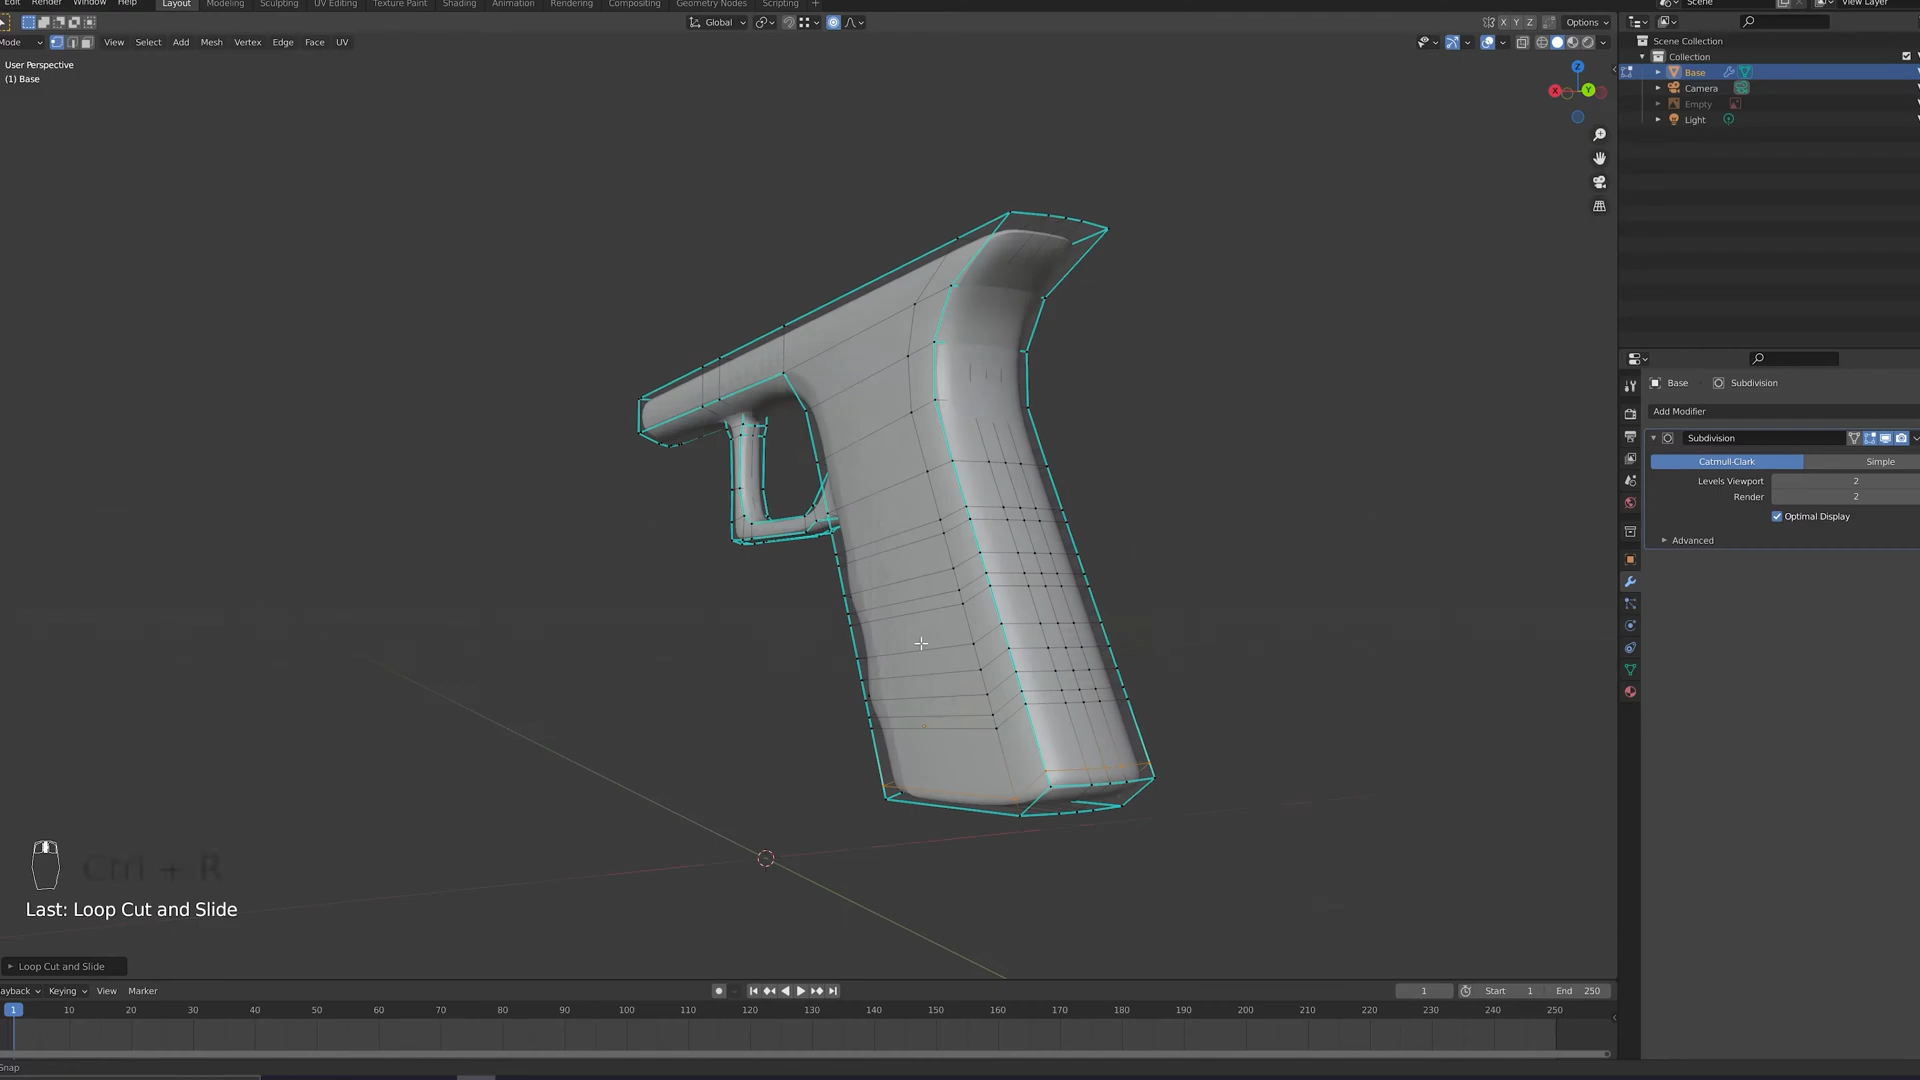 Edit Render Window Help Layout Modeling Sculpting UV Editing Texture Paint Shading Animation Rendering Compositing Geometry Nodes Scripting + Scene View Layer
Global X Y Z Options
Mode View Select Add Mesh Vertex Edge Face UV
User Perspective
(1) Base
Z
X
Y
Scene Collection
Collection
Base
Camera
Empty
Light
Base Subdivision
Add Modifier
Subdivision
Catmull-Clark Simple
Levels Viewport 2
Render 2
Optimal Display
Advanced
Ctrl + R
Last: Loop Cut and Slide
Loop Cut and Slide
ayback Keying View Marker 1 Start 1 End 250
1 10 20 30 40 50 60 70 80 90 100 110 120 130 140 150 160 170 180 190 200 210 220 230 240 250
Snap